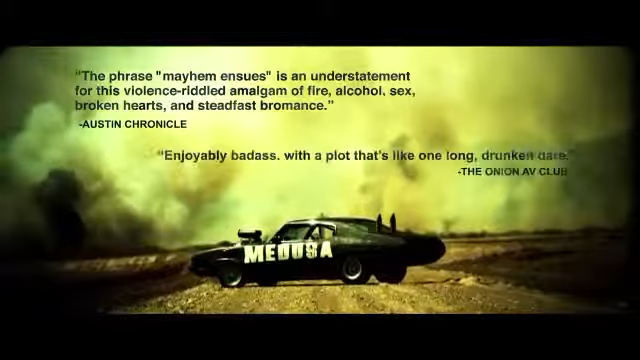 “The phrase "mayhem ensues" is an understatement
for this violence-riddled amalgam of fire, alcohol, sex,
broken hearts, and steadfast bromance.”
-AUSTIN CHRONICLE
“Enjoyably badass. with a plot that's like one long, drunken dare.”
-THE ONION AV CLUB
MEDUSA